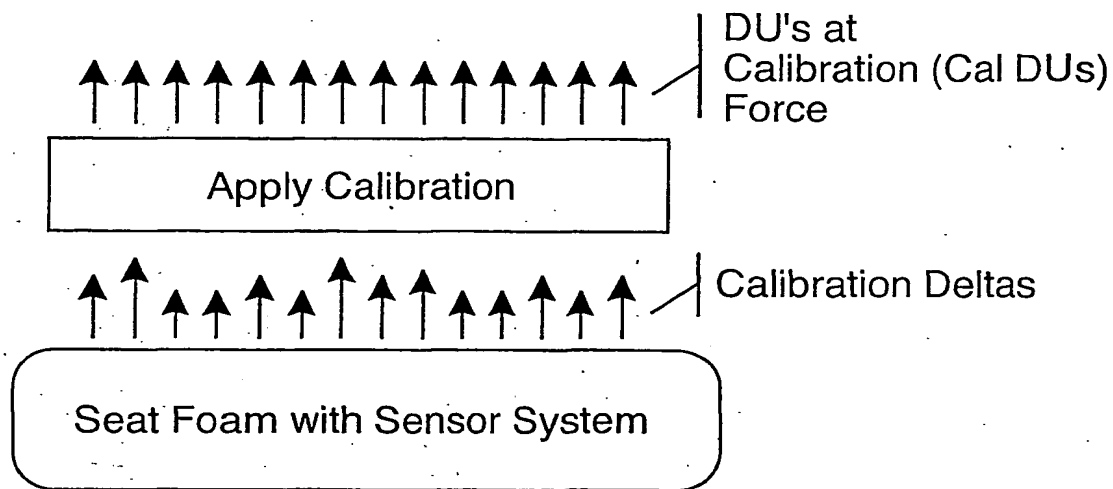 DU's at
Calibration (Cal DUs)
Force
Apply Calibration
Calibration Deltas
Seat Foam with Sensor System